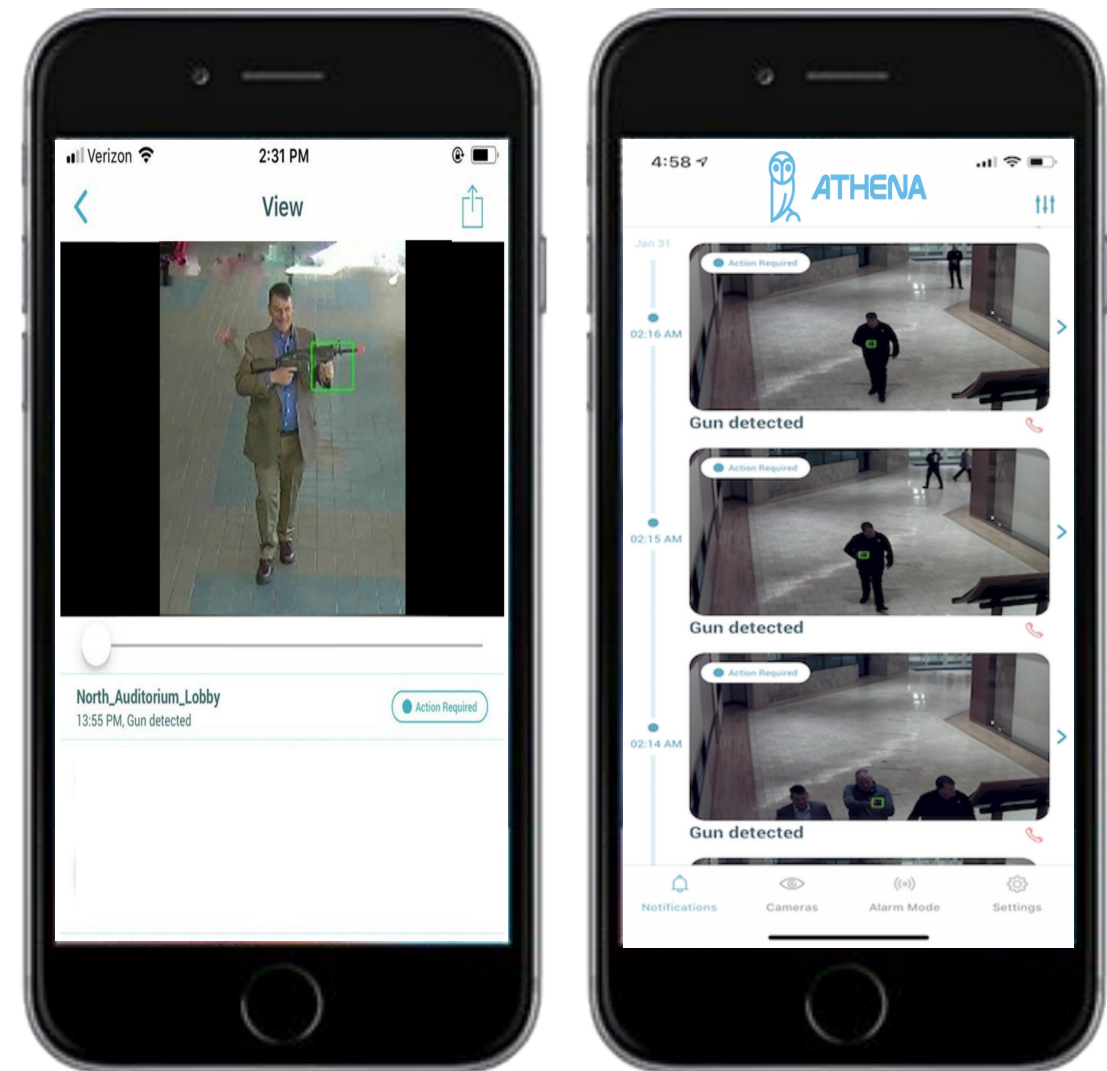 Verizon 2:31 PM
View
North_Auditorium_Lobby
13:55 PM, Gun detected
Action Required
4:58
ATHENA
Jan 31
Action Required
02:16 AM
Gun detected
Action Required
02:15 AM
Gun detected
Action Required
02:14 AM
Gun detected
Notifications Cameras Alarm Mode Settings